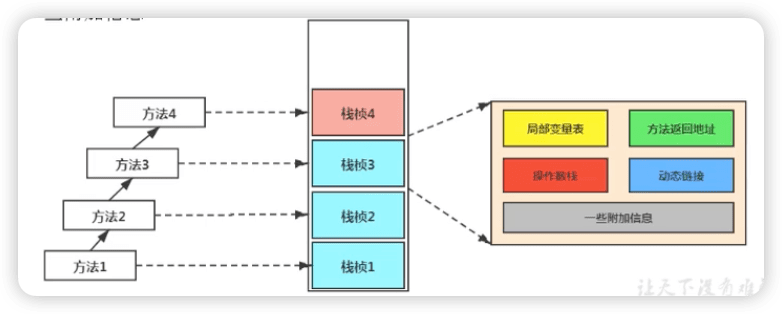 方法4
方法3
方法2
方法1
栈桢4
栈桢3
栈桢2
栈桢1
局部变量表
方法返回地址
操作数栈
动态链接
一些附加信息
让天下没有难